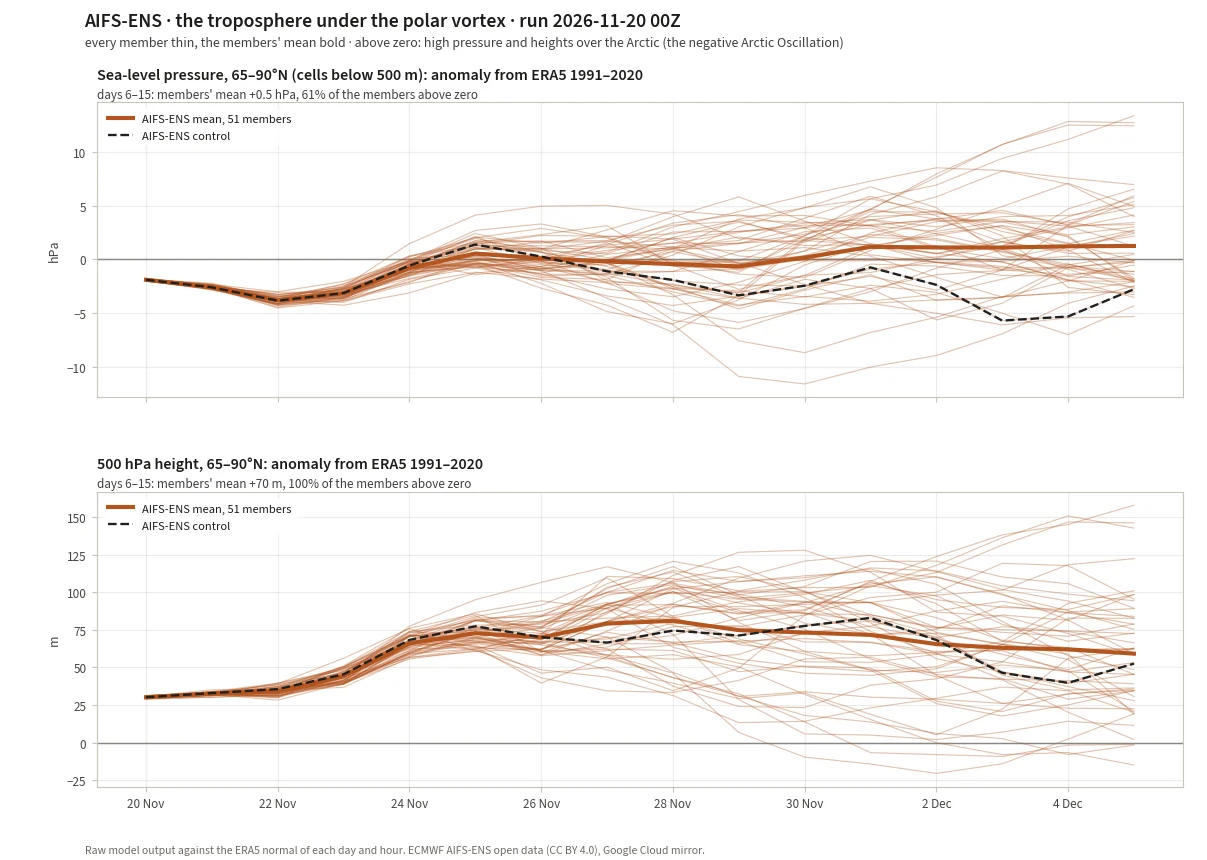 AIFS-ENS · the troposphere under the polar vortex · run 2026-11-20 00Z
every member thin, the members' mean bold · above zero: high pressure and heights over the Arctic (the negative Arctic Oscillation)
Sea-level pressure, 65–90°N (cells below 500 m): anomaly from ERA5 1991–2020
days 6–15: members' mean +0.5 hPa, 61% of the members above zero
AIFS-ENS mean, 51 members
AIFS-ENS control
10
5
0
−5
−10
hPa
500 hPa height, 65–90°N: anomaly from ERA5 1991–2020
days 6–15: members' mean +70 m, 100% of the members above zero
AIFS-ENS mean, 51 members
AIFS-ENS control
150
125
100
75
50
25
0
−25
m
20 Nov 22 Nov 24 Nov 26 Nov 28 Nov 30 Nov 2 Dec 4 Dec
Raw model output against the ERA5 normal of each day and hour. ECMWF AIFS-ENS open data (CC BY 4.0), Google Cloud mirror.